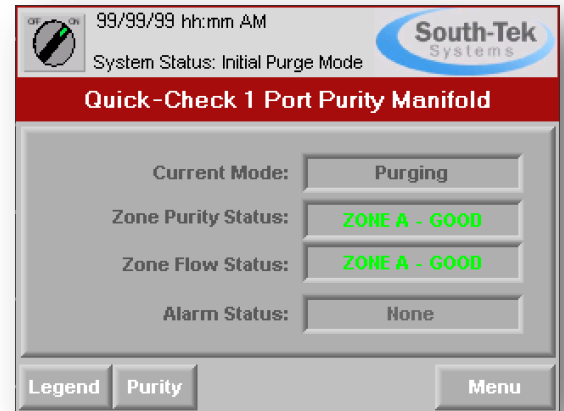 OFF ON
99/99/99 hh:mm AM
System Status: Initial Purge Mode
South-Tek
Systems
Quick-Check 1 Port Purity Manifold
Current Mode: Purging
Zone Purity Status: ZONE A - GOOD
Zone Flow Status: ZONE A - GOOD
Alarm Status: None
Legend Purity Menu